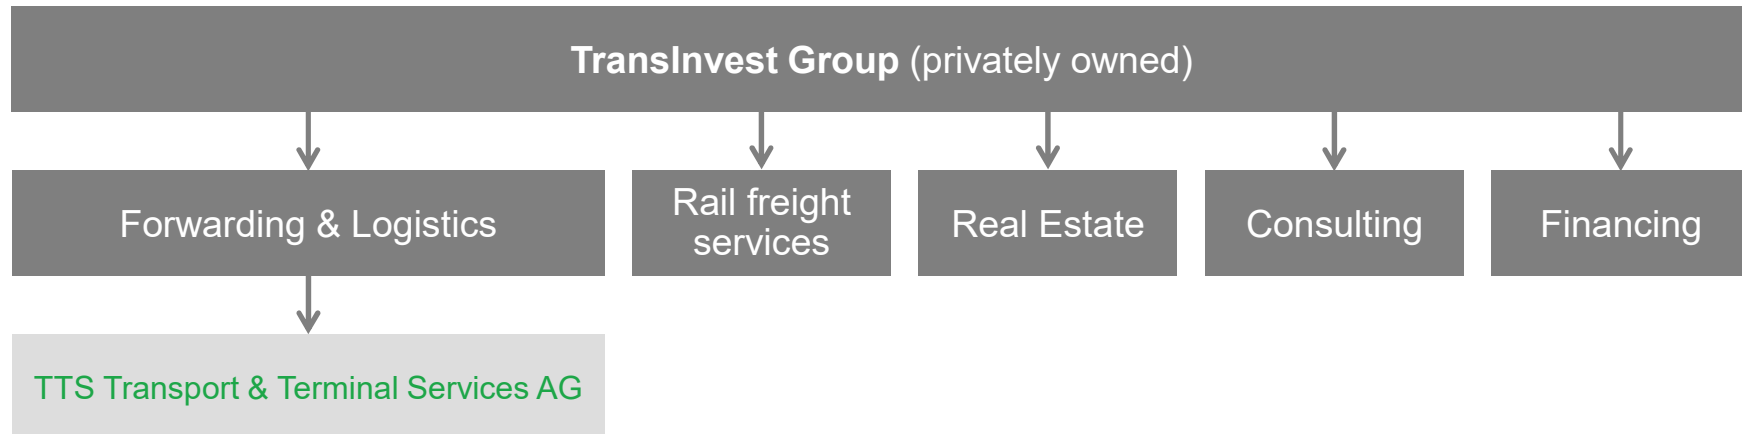 TransInvest Group (privately owned)
Forwarding & Logistics
Rail freight
services
Real Estate
Consulting
Financing
TTS Transport & Terminal Services AG